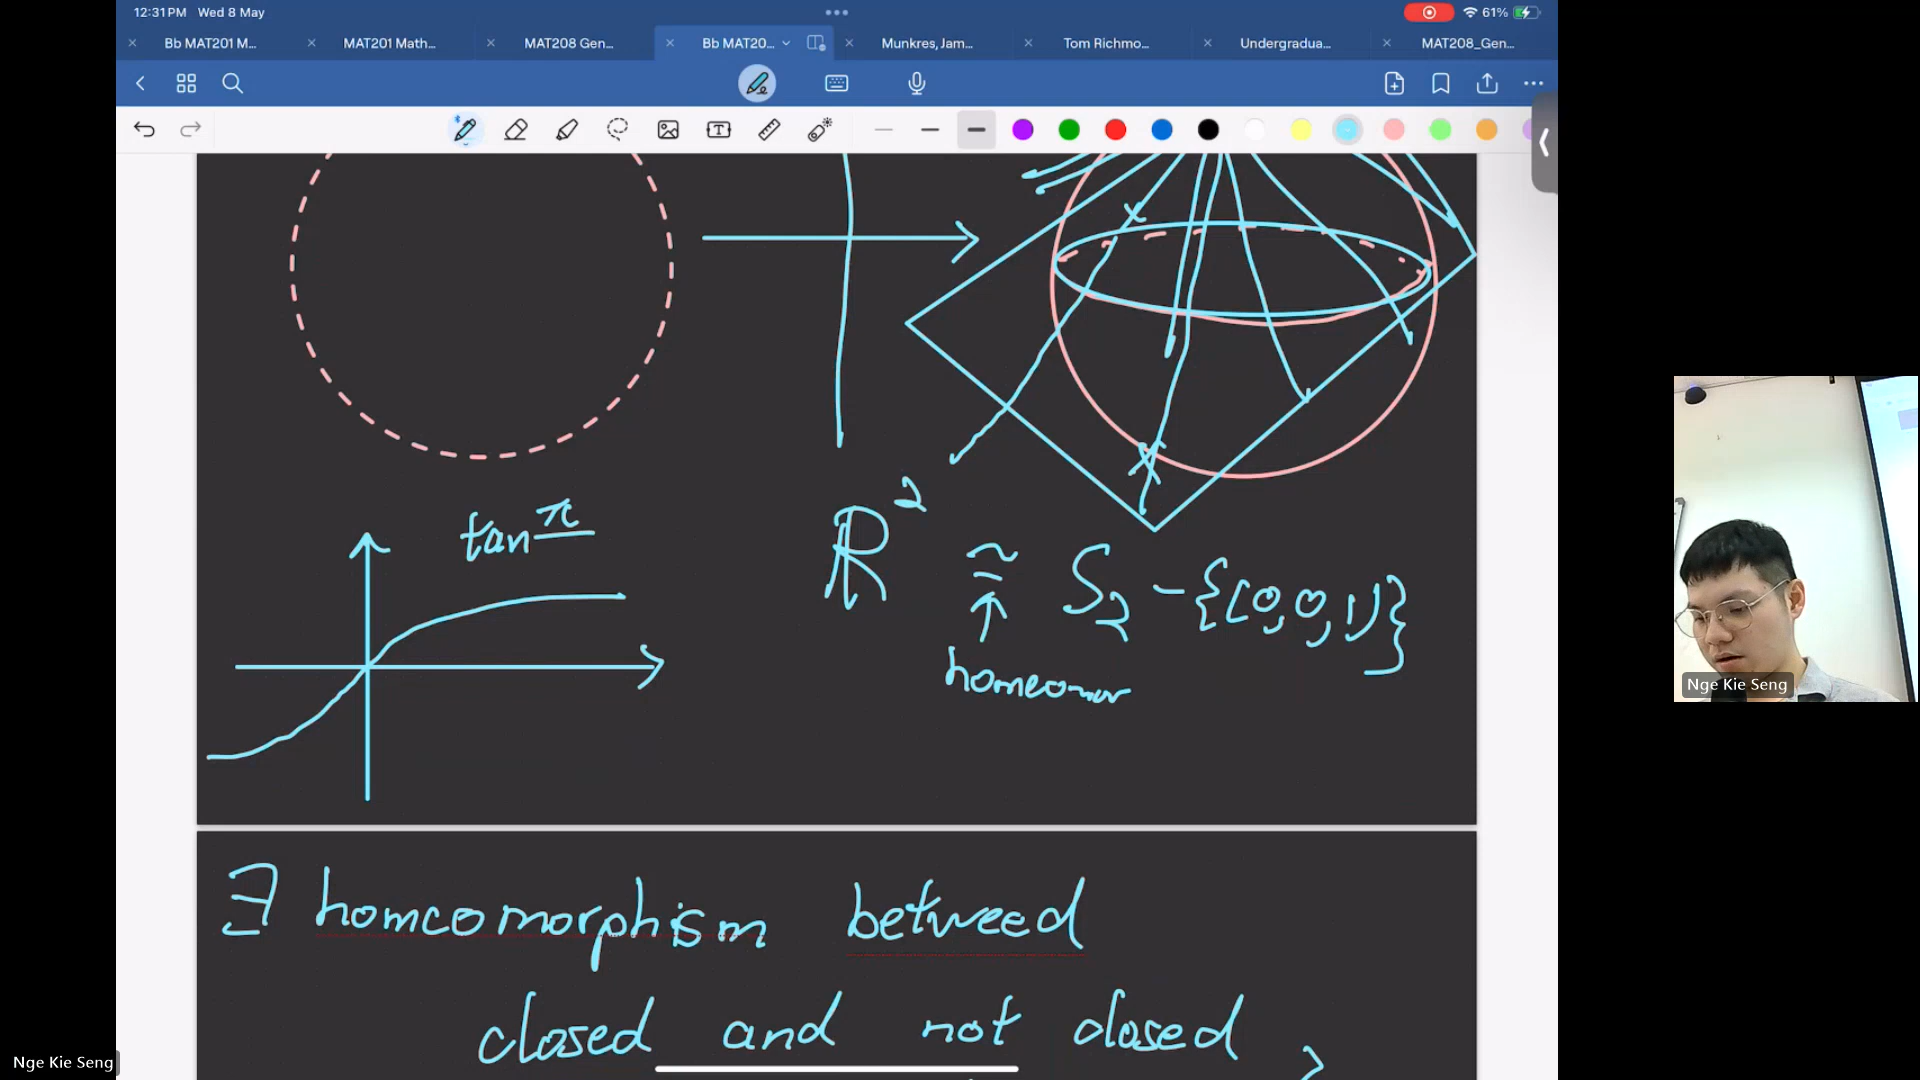 12:31 PM Wed 8 May
61%
Bb MAT201 M...
MAT201 Math...
MAT208 Gen...
Bb MAT20...
Munkres, Jam...
Tom Richmo...
Undergradua...
MAT208_Gen...
tan π
ℝ² ≅ S₂ - {(0,0,1)}
homeomor
∃ homeomorphism betweed
closed and not closed
Nge Kie Seng
Nge Kie Seng